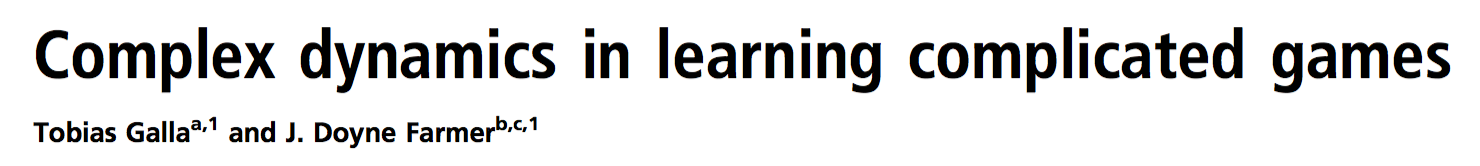 Complex dynamics in learning complicated games
Tobias Galla^a,1 and J. Doyne Farmer^b,c,1